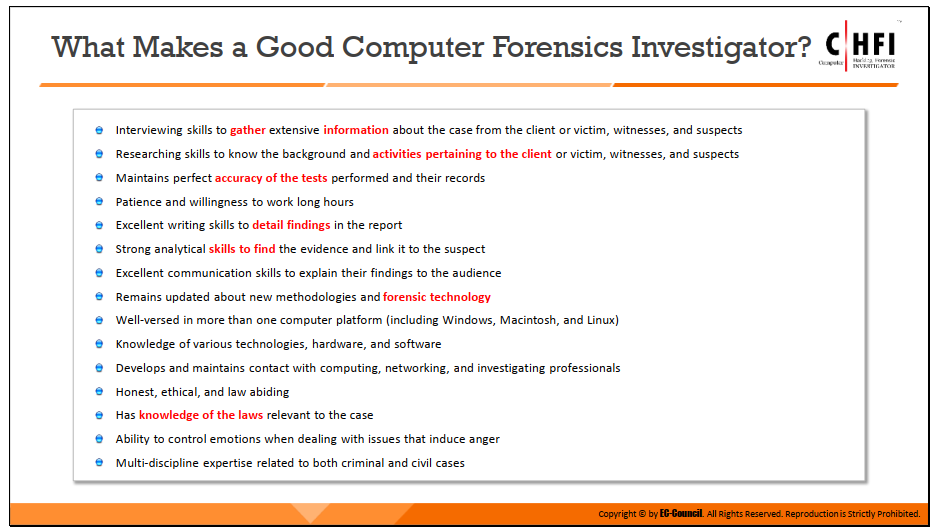 What Makes a Good Computer Forensics Investigator?
C HFI
Computer Hacking Forensic
INVESTIGATOR
Interviewing skills to gather extensive information about the case from the client or victim, witnesses, and suspects
Researching skills to know the background and activities pertaining to the client or victim, witnesses, and suspects
Maintains perfect accuracy of the tests performed and their records
Patience and willingness to work long hours
Excellent writing skills to detail findings in the report
Strong analytical skills to find the evidence and link it to the suspect
Excellent communication skills to explain their findings to the audience
Remains updated about new methodologies and forensic technology
Well-versed in more than one computer platform (including Windows, Macintosh, and Linux)
Knowledge of various technologies, hardware, and software
Develops and maintains contact with computing, networking, and investigating professionals
Honest, ethical, and law abiding
Has knowledge of the laws relevant to the case
Ability to control emotions when dealing with issues that induce anger
Multi-discipline expertise related to both criminal and civil cases
Copyright © by EC-Council. All Rights Reserved. Reproduction is Strictly Prohibited.